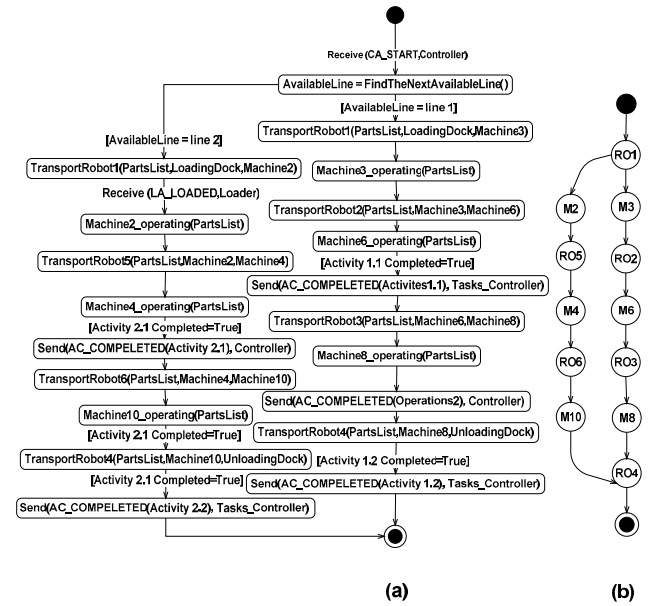 Receive (CA_START,Controller)
AvailableLine = FindTheNextAvailableLine()
[AvailableLine = line 2]
TransportRobot1(PartsList,LoadingDock,Machine2)
Receive (LA_LOADED,Loader)
Machine2_operating(PartsList)
TransportRobot5(PartsList,Machine2,Machine4)
Machine4_operating(PartsList)
[Activity 2.1 Completed=True]
Send(AC_COMPELETED(Activity 2.1), Controller)
TransportRobot6(PartsList,Machine4,Machine10)
Machine10_operating(PartsList)
[Activity 2.1 Completed=True]
TransportRobot4(PartsList,Machine10,UnloadingDock)
[Activity 2.1 Completed=True]
Send(AC_COMPELETED(Activity 2.2), Tasks_Controller)
[AvailableLine = line 1]
TransportRobot1(PartsList,LoadingDock,Machine3)
Machine3_operating(PartsList)
TransportRobot2(PartsList,Machine3,Machine6)
Machine6_operating(PartsList)
[Activity 1.1 Completed=True]
Send(AC_COMPELETED(Activites1.1), Tasks_Controller)
TransportRobot3(PartsList,Machine6,Machine8)
Machine8_operating(PartsList)
Send(AC_COMPELETED(Operations2), Controller)
TransportRobot4(PartsList,Machine8,UnloadingDock)
[Activity 1.2 Completed=True]
Send(AC_COMPELETED(Activity 1.2), Tasks_Controller)
(a)
RO1
M2
M3
RO5
RO2
M4
M6
RO6
RO3
M10
M8
RO4
(b)